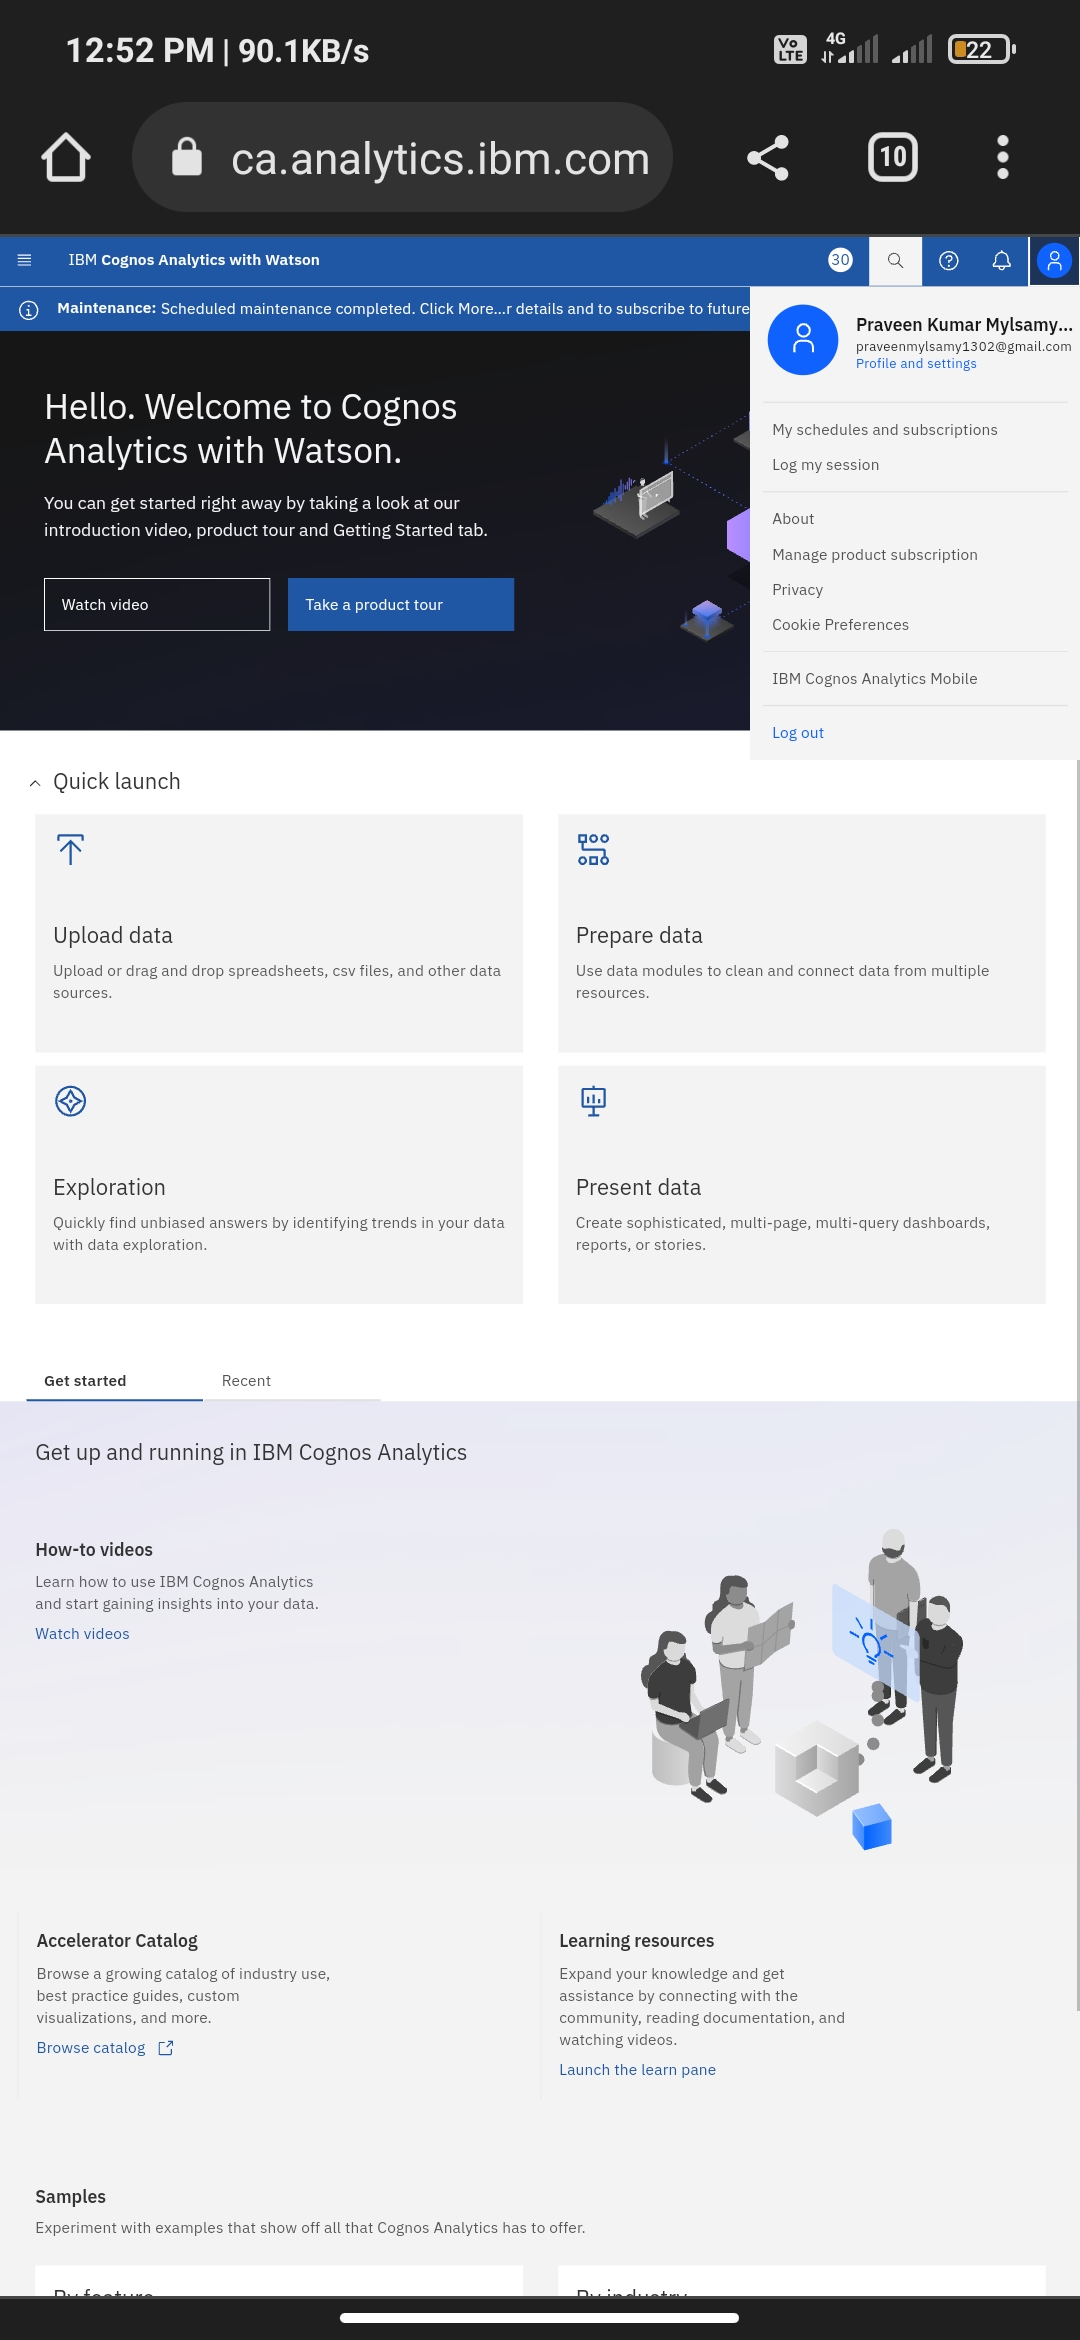 12:52 PM | 90.1KB/s
Vo LTE 4G 22
ca.analytics.ibm.com
10
IBM Cognos Analytics with Watson
30
Maintenance: Scheduled maintenance completed. Click More...r details and to subscribe to future
Praveen Kumar Mylsamy...
praveenmylsamy1302@gmail.com
Profile and settings
My schedules and subscriptions
Log my session
About
Manage product subscription
Privacy
Cookie Preferences
IBM Cognos Analytics Mobile
Log out
Hello. Welcome to Cognos
Analytics with Watson.
You can get started right away by taking a look at our
introduction video, product tour and Getting Started tab.
Watch video
Take a product tour
Quick launch
Upload data
Upload or drag and drop spreadsheets, csv files, and other data
sources.
Prepare data
Use data modules to clean and connect data from multiple
resources.
Exploration
Quickly find unbiased answers by identifying trends in your data
with data exploration.
Present data
Create sophisticated, multi-page, multi-query dashboards,
reports, or stories.
Get started
Recent
Get up and running in IBM Cognos Analytics
How-to videos
Learn how to use IBM Cognos Analytics
and start gaining insights into your data.
Watch videos
Accelerator Catalog
Browse a growing catalog of industry use,
best practice guides, custom
visualizations, and more.
Browse catalog
Learning resources
Expand your knowledge and get
assistance by connecting with the
community, reading documentation, and
watching videos.
Launch the learn pane
Samples
Experiment with examples that show off all that Cognos Analytics has to offer.
By feature
By industry